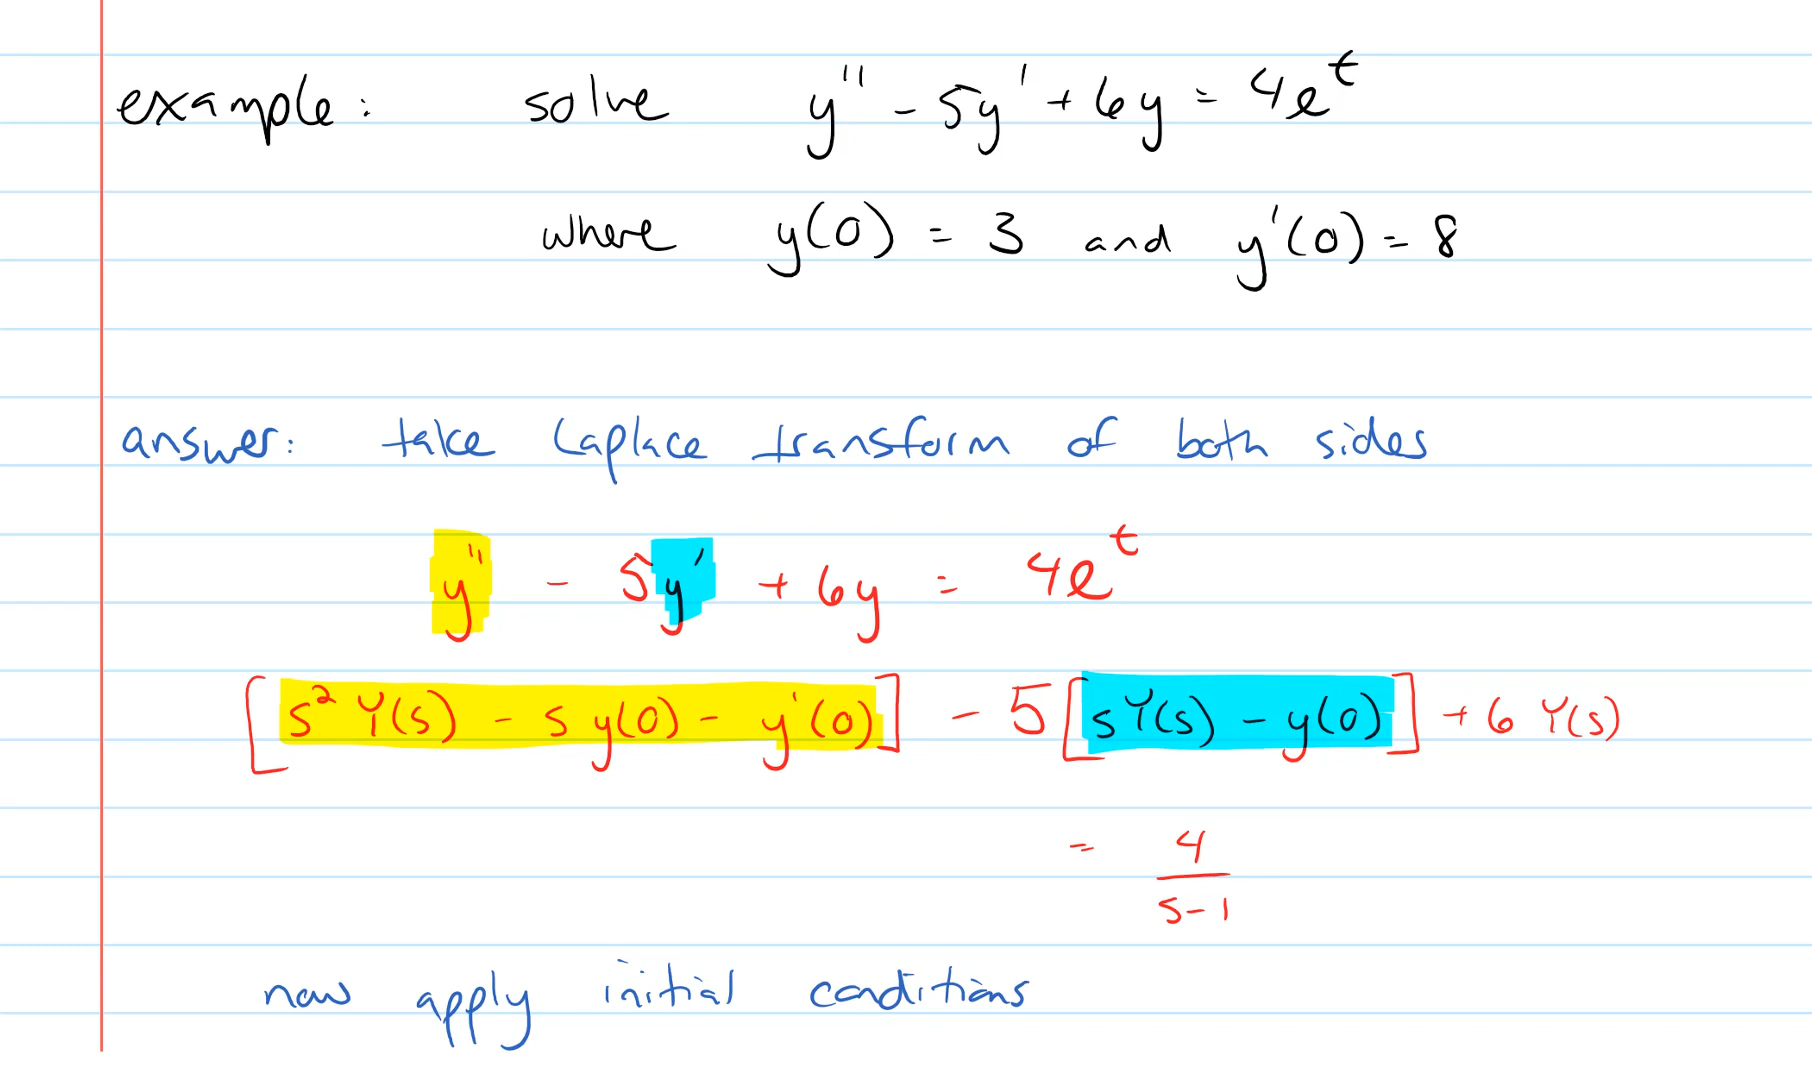 example: solve y'' - 5y' + 6y = 4e^t
where y(0) = 3 and y'(0) = 8
answer: take Laplace transform of both sides
y'' - 5y' + 6y = 4e^t
[s² Y(s) - s y(0) - y'(0)] - 5[sY(s) - y(0)] + 6 Y(s)
= 4/(s-1)
now apply initial conditions